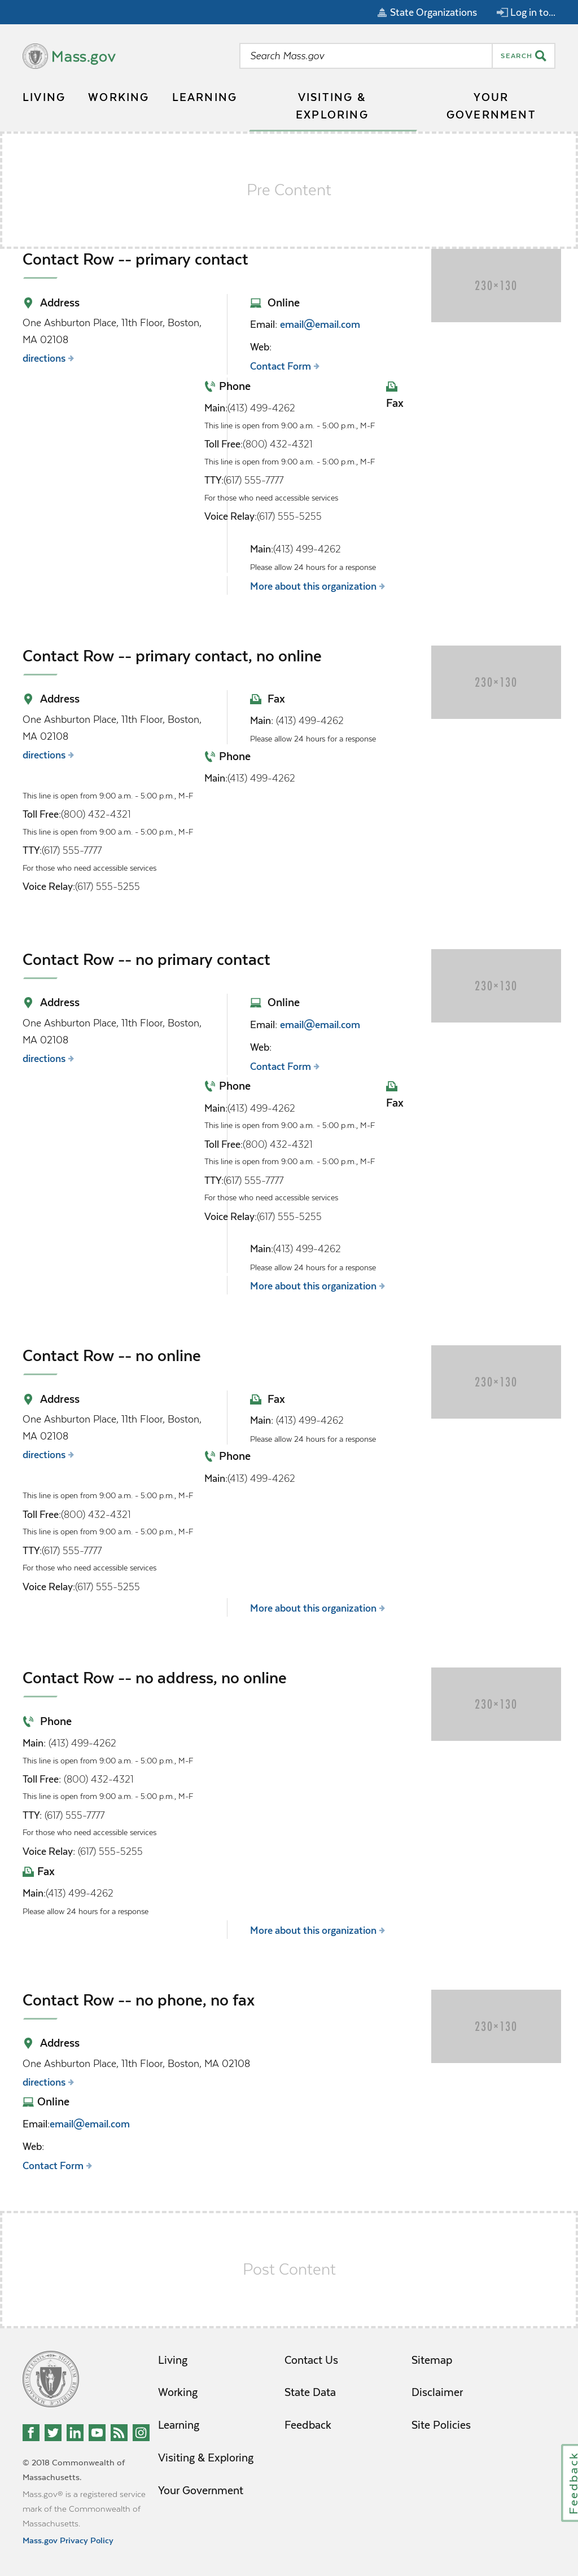 State Organizations
Log in to...
Mass.gov
Search Mass.gov
SEARCH
LIVING
WORKING
LEARNING
VISITING &
EXPLORING
YOUR
GOVERNMENT
Pre Content
Contact Row -- primary contact
230×130
Address
One Ashburton Place, 11th Floor, Boston,
MA 02108
directions
Online
Email: email@email.com
Web:
Contact Form
Phone
Main:(413) 499-4262
This line is open from 9:00 a.m. - 5:00 p.m., M-F
Toll Free:(800) 432-4321
This line is open from 9:00 a.m. - 5:00 p.m., M-F
TTY:(617) 555-7777
For those who need accessible services
Voice Relay:(617) 555-5255
Fax
Main:(413) 499-4262
Please allow 24 hours for a response
More about this organization
Contact Row -- primary contact, no online
230×130
Address
One Ashburton Place, 11th Floor, Boston,
MA 02108
directions
Fax
Main: (413) 499-4262
Please allow 24 hours for a response
Phone
Main:(413) 499-4262
This line is open from 9:00 a.m. - 5:00 p.m., M-F
Toll Free:(800) 432-4321
This line is open from 9:00 a.m. - 5:00 p.m., M-F
TTY:(617) 555-7777
For those who need accessible services
Voice Relay:(617) 555-5255
Contact Row -- no primary contact
230×130
Address
One Ashburton Place, 11th Floor, Boston,
MA 02108
directions
Online
Email: email@email.com
Web:
Contact Form
Phone
Main:(413) 499-4262
This line is open from 9:00 a.m. - 5:00 p.m., M-F
Toll Free:(800) 432-4321
This line is open from 9:00 a.m. - 5:00 p.m., M-F
TTY:(617) 555-7777
For those who need accessible services
Voice Relay:(617) 555-5255
Fax
Main:(413) 499-4262
Please allow 24 hours for a response
More about this organization
Contact Row -- no online
230×130
Address
One Ashburton Place, 11th Floor, Boston,
MA 02108
directions
Fax
Main: (413) 499-4262
Please allow 24 hours for a response
Phone
Main:(413) 499-4262
This line is open from 9:00 a.m. - 5:00 p.m., M-F
Toll Free:(800) 432-4321
This line is open from 9:00 a.m. - 5:00 p.m., M-F
TTY:(617) 555-7777
For those who need accessible services
Voice Relay:(617) 555-5255
More about this organization
Contact Row -- no address, no online
230×130
Phone
Main: (413) 499-4262
This line is open from 9:00 a.m. - 5:00 p.m., M-F
Toll Free: (800) 432-4321
This line is open from 9:00 a.m. - 5:00 p.m., M-F
TTY: (617) 555-7777
For those who need accessible services
Voice Relay: (617) 555-5255
Fax
Main:(413) 499-4262
Please allow 24 hours for a response
More about this organization
Contact Row -- no phone, no fax
230×130
Address
One Ashburton Place, 11th Floor, Boston, MA 02108
directions
Online
Email:email@email.com
Web:
Contact Form
Post Content
Living
Working
Learning
Visiting & Exploring
Your Government
Contact Us
State Data
Feedback
Sitemap
Disclaimer
Site Policies
© 2018 Commonwealth of
Massachusetts.
Mass.gov® is a registered service
mark of the Commonwealth of
Massachusetts.
Mass.gov Privacy Policy
Feedback